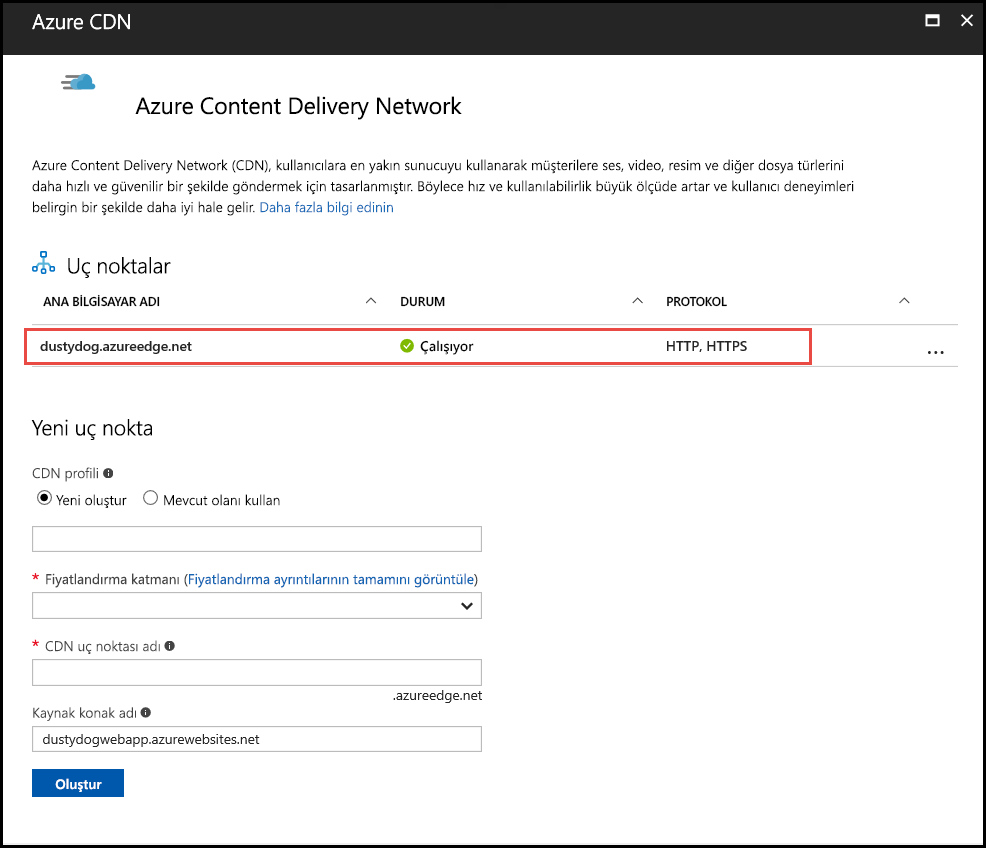 Azure CDN
Azure Content Delivery Network
Azure Content Delivery Network (CDN), kullanıcılara en yakın sunucuyu kullanarak müşterilere ses, video, resim ve diğer dosya türlerini
daha hızlı ve güvenilir bir şekilde göndermek için tasarlanmıştır. Böylece hız ve kullanılabilirlik büyük ölçüde artar ve kullanıcı deneyimleri
belirgin bir şekilde daha iyi hale gelir. Daha fazla bilgi edinin
Uç noktalar
ANA BİLGİSAYAR ADI DURUM PROTOKOL
dustydog.azureedge.net Çalışıyor HTTP, HTTPS ...
Yeni uç nokta
CDN profili
Yeni oluştur Mevcut olanı kullan
* Fiyatlandırma katmanı (Fiyatlandırma ayrıntılarının tamamını görüntüle)
* CDN uç noktası adı
.azureedge.net
Kaynak konak adı
dustydogwebapp.azurewebsites.net
Oluştur